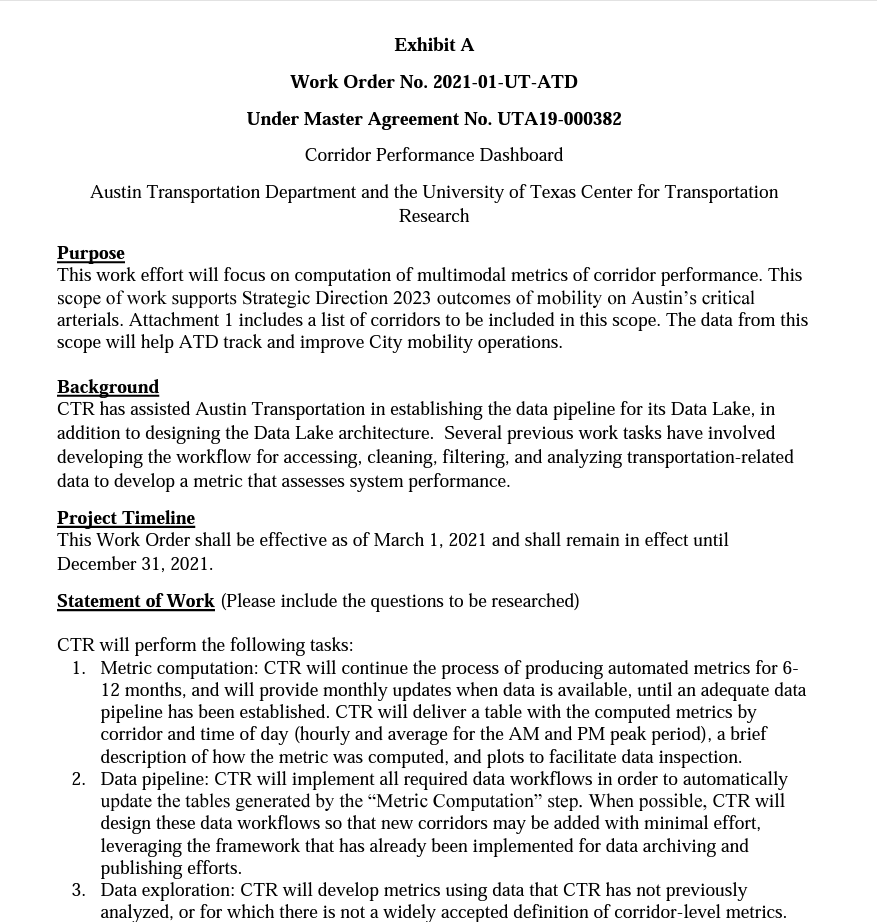 Exhibit A
Work Order No. 2021-01-UT-ATD
Under Master Agreement No. UTA19-000382
Corridor Performance Dashboard
Austin Transportation Department and the University of Texas Center for Transportation
Research
Purpose
This work effort will focus on computation of multimodal metrics of corridor performance. This
scope of work supports Strategic Direction 2023 outcomes of mobility on Austin’s critical
arterials. Attachment 1 includes a list of corridors to be included in this scope. The data from this
scope will help ATD track and improve City mobility operations.
Background
CTR has assisted Austin Transportation in establishing the data pipeline for its Data Lake, in
addition to designing the Data Lake architecture.  Several previous work tasks have involved
developing the workflow for accessing, cleaning, filtering, and analyzing transportation-related
data to develop a metric that assesses system performance.
Project Timeline
This Work Order shall be effective as of March 1, 2021 and shall remain in effect until
December 31, 2021.
Statement of Work (Please include the questions to be researched)
CTR will perform the following tasks:
1. Metric computation: CTR will continue the process of producing automated metrics for 6-
12 months, and will provide monthly updates when data is available, until an adequate data
pipeline has been established. CTR will deliver a table with the computed metrics by
corridor and time of day (hourly and average for the AM and PM peak period), a brief
description of how the metric was computed, and plots to facilitate data inspection.
2. Data pipeline: CTR will implement all required data workflows in order to automatically
update the tables generated by the “Metric Computation” step. When possible, CTR will
design these data workflows so that new corridors may be added with minimal effort,
leveraging the framework that has already been implemented for data archiving and
publishing efforts.
3. Data exploration: CTR will develop metrics using data that CTR has not previously
analyzed, or for which there is not a widely accepted definition of corridor-level metrics.